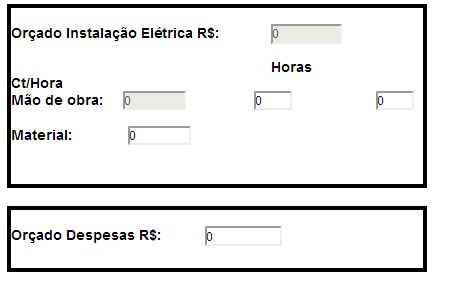 Orçado Instalação Elétrica R$: 0
Horas
Ct/Hora
Mão de obra: 0 0 0
Material: 0
Orçado Despesas R$: 0